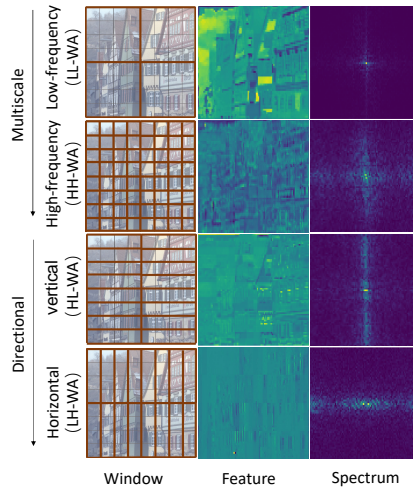 Multiscale
Low-frequency
(LL-WA)
High-frequency
(HH-WA)
Directional
vertical
(HL-WA)
Horizontal
(LH-WA)
Window Feature Spectrum